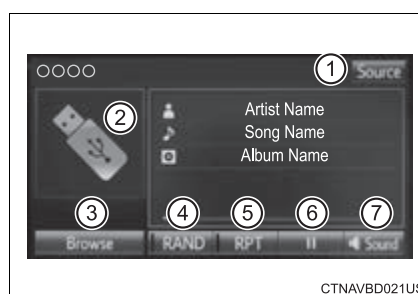 1 Source
○○○○
2
Artist Name
Song Name
Album Name
3 4 5 6 7
Browse RAND RPT II Sound
CTNAVBD021US